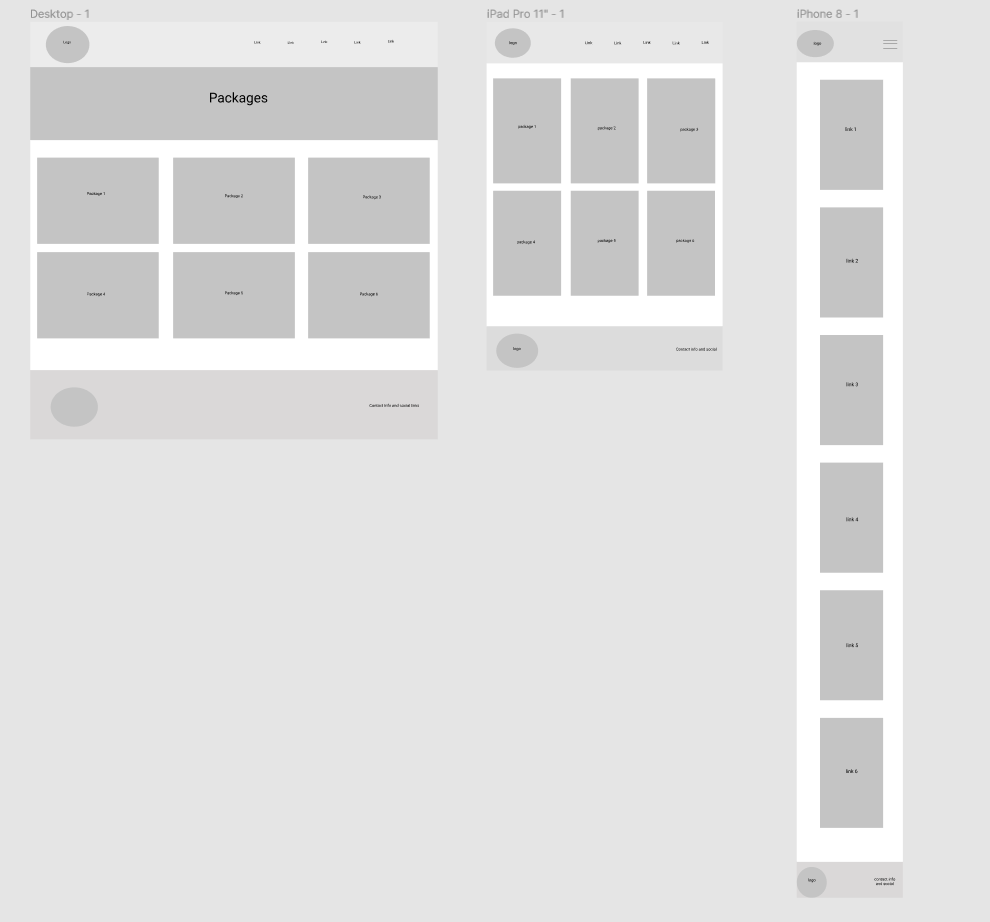 Desktop - 1
Logo
Link
Link
Link
Link
Link
Packages
Package 1
Package 2
Package 3
Package 4
Package 5
Package 6
Contact info and social links
iPad Pro 11" - 1
logo
Link
Link
Link
Link
Link
package 1
package 2
package 3
package 4
package 5
package 6
logo
Contact info and social
iPhone 8 - 1
logo
link 1
link 2
link 3
link 4
link 5
link 6
logo
contact info
and social